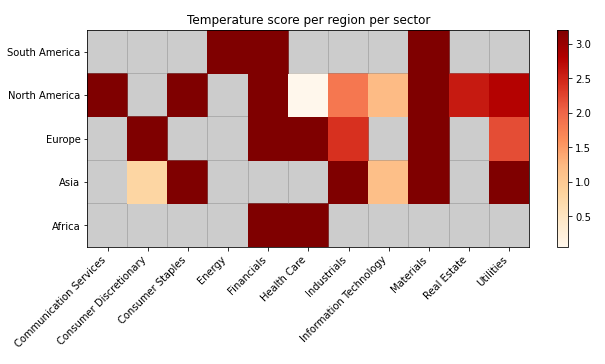 Temperature score per region per sector
South America
North America
Europe
Asia
Africa
Communication Services
Consumer Discretionary
Consumer Staples
Energy
Financials
Health Care
Industrials
Information Technology
Materials
Real Estate
Utilities
3.0
2.5
2.0
1.5
1.0
0.5